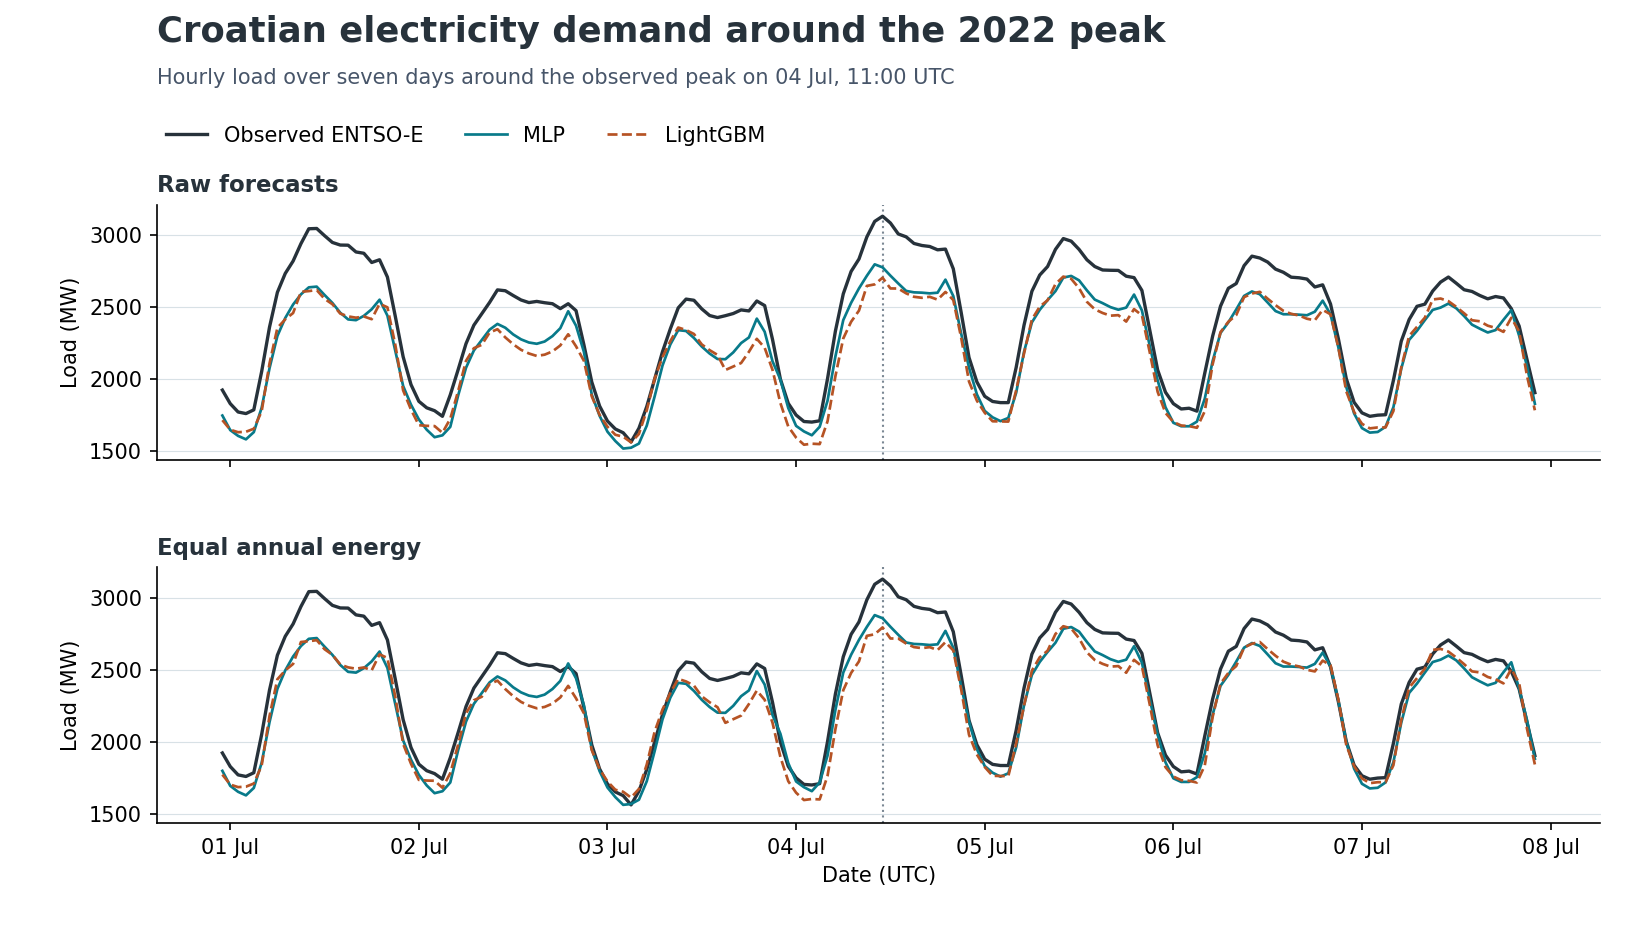 Croatian electricity demand around the 2022 peak
Hourly load over seven days around the observed peak on 04 Jul, 11:00 UTC
Observed ENTSO-E
MLP
LightGBM
Raw forecasts
Load (MW)
3000
2500
2000
1500
Equal annual energy
Load (MW)
3000
2500
2000
1500
01 Jul
02 Jul
03 Jul
04 Jul
05 Jul
06 Jul
07 Jul
08 Jul
Date (UTC)